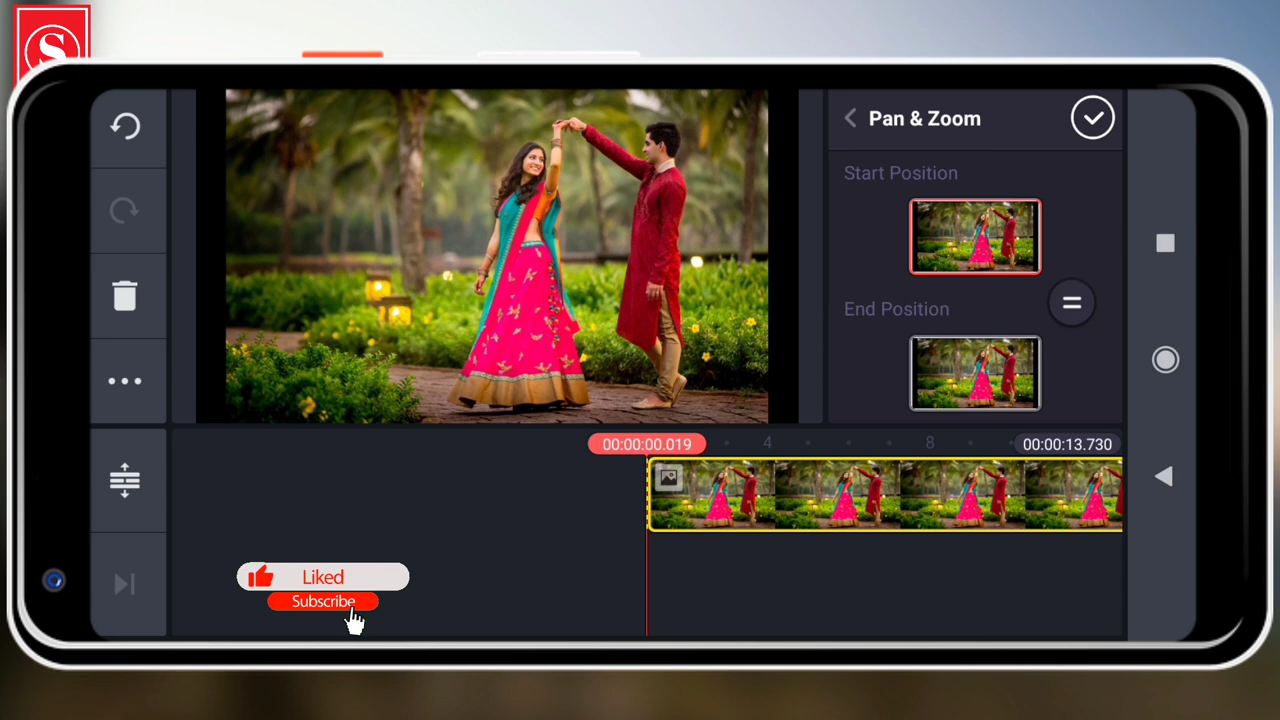 S
Pan & Zoom
Start Position
End Position
00:00:00.019
4
8
00:00:13.730
Liked
Subscribe